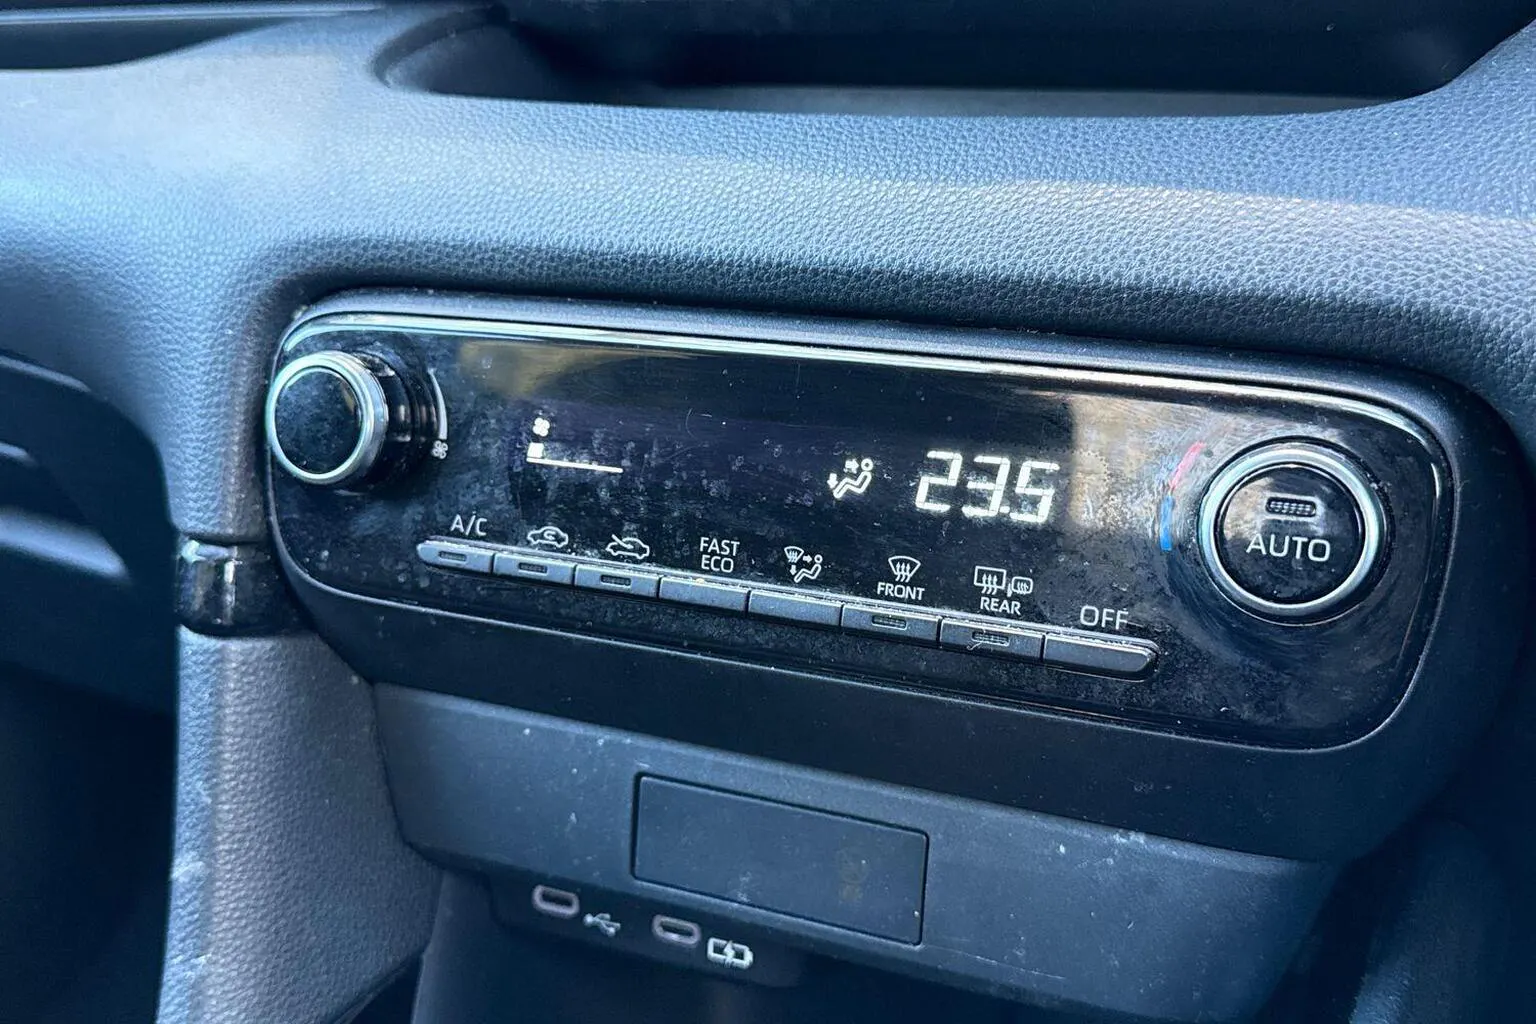 23.5
A/C
FAST
ECO
FRONT
REAR
OFF
AUTO